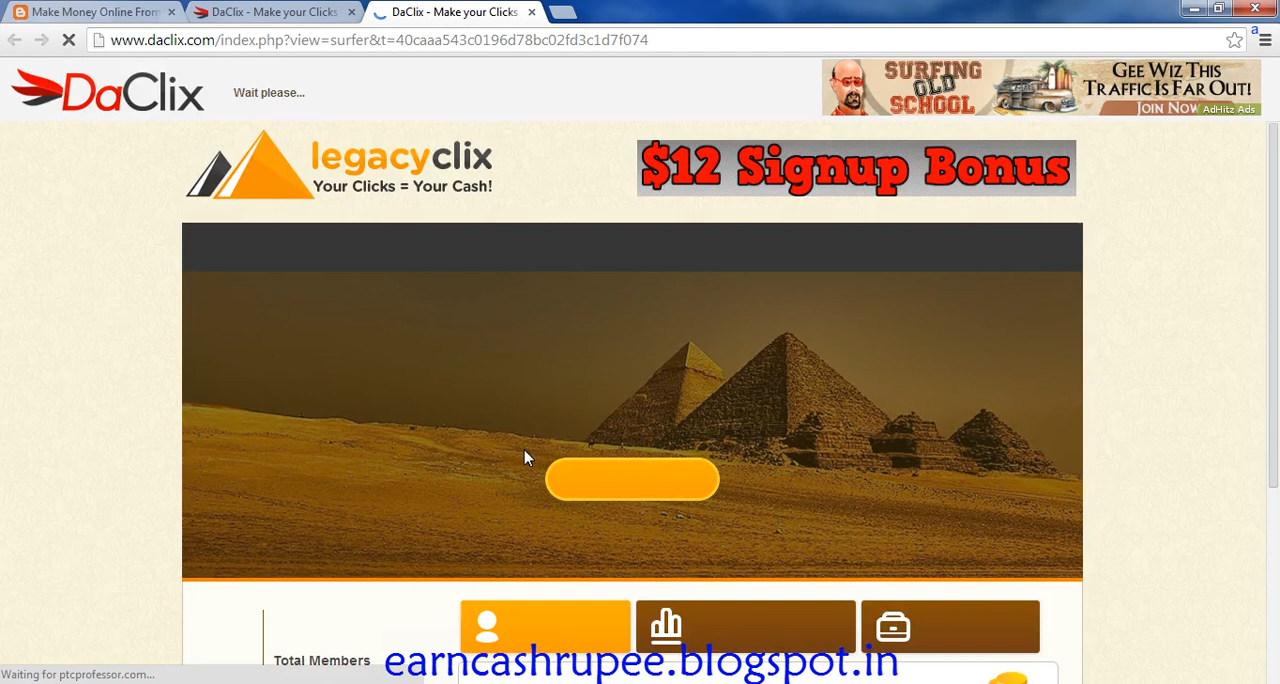 Make Money Online From
DaClix - Make your Clicks
DaClix - Make your Clicks
www.daclix.com/index.php?view=surfer&t=40caaa543c0196d78bc02fd3c1d7f074
a
DaClix
Wait please...
SURFING
OLD
SCHOOL
GEE WIZ THIS
TRAFFIC IS FAR OUT!
JOIN NOW
AdHitz Ads
legacyclix
Your Clicks = Your Cash!
$12 Signup Bonus
Total Members
earncashrupee.blogspot.in
Waiting for ptcprofessor.com...